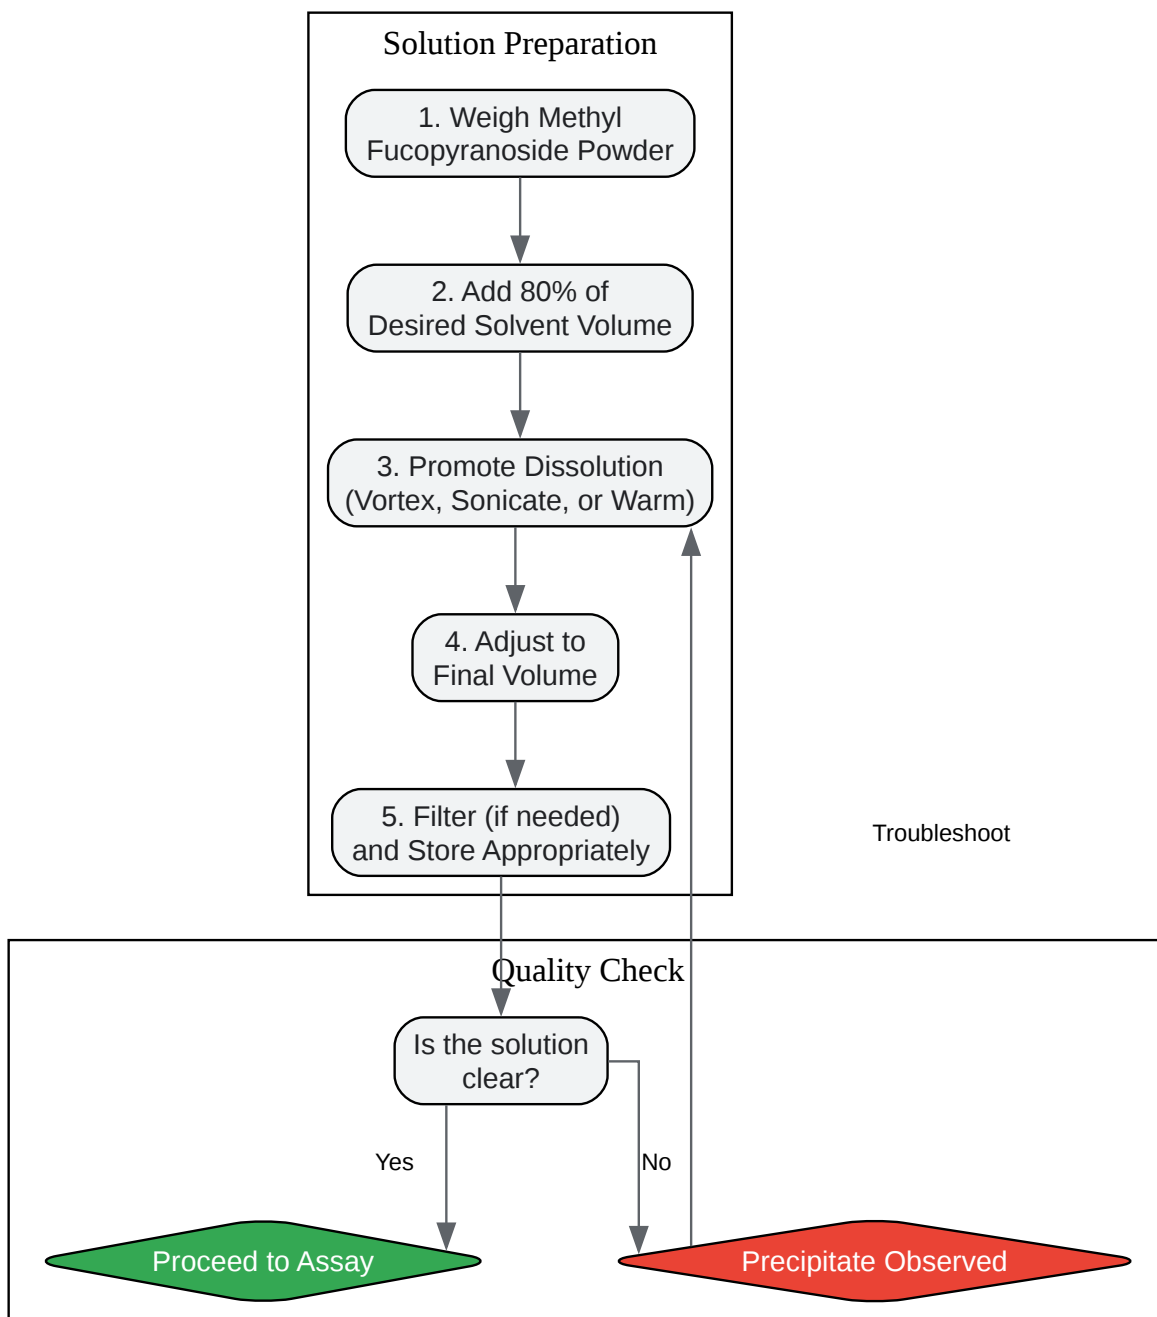 Solution Preparation
1. Weigh Methyl
Fucopyranoside Powder
2. Add 80% of
Desired Solvent Volume
3. Promote Dissolution
(Vortex, Sonicate, or Warm)
4. Adjust to
Final Volume
5. Filter (if needed)
and Store Appropriately
Troubleshoot
Quality Check
Is the solution
clear?
Yes
No
Proceed to Assay
Precipitate Observed